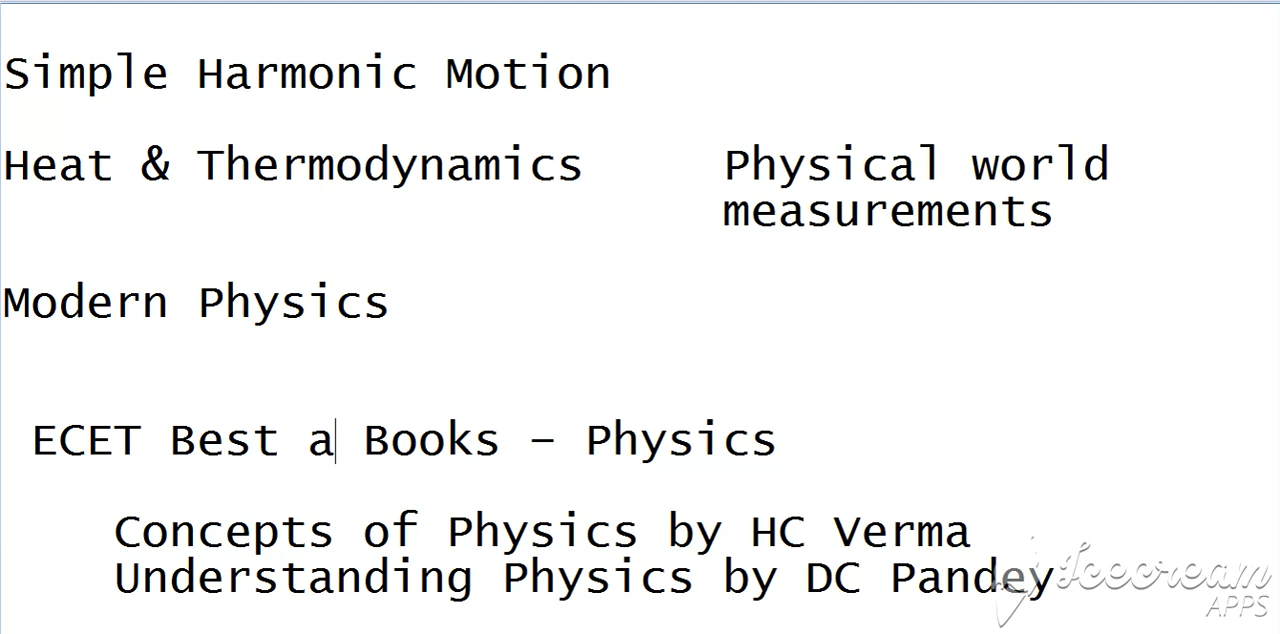 Simple Harmonic Motion
Heat & Thermodynamics
Physical world
measurements
Modern Physics
ECET Best a Books – Physics
Concepts of Physics by HC Verma
Understanding Physics by DC Pandey
Icecream
APPS